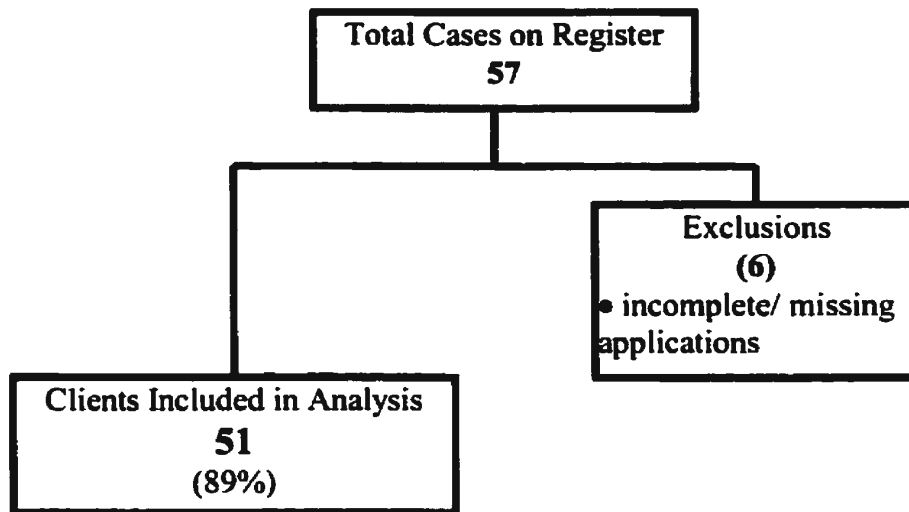 Total Cases on Register
57
Exclusions
(6)
• incomplete/ missing
applications
Clients Included in Analysis
51
(89%)